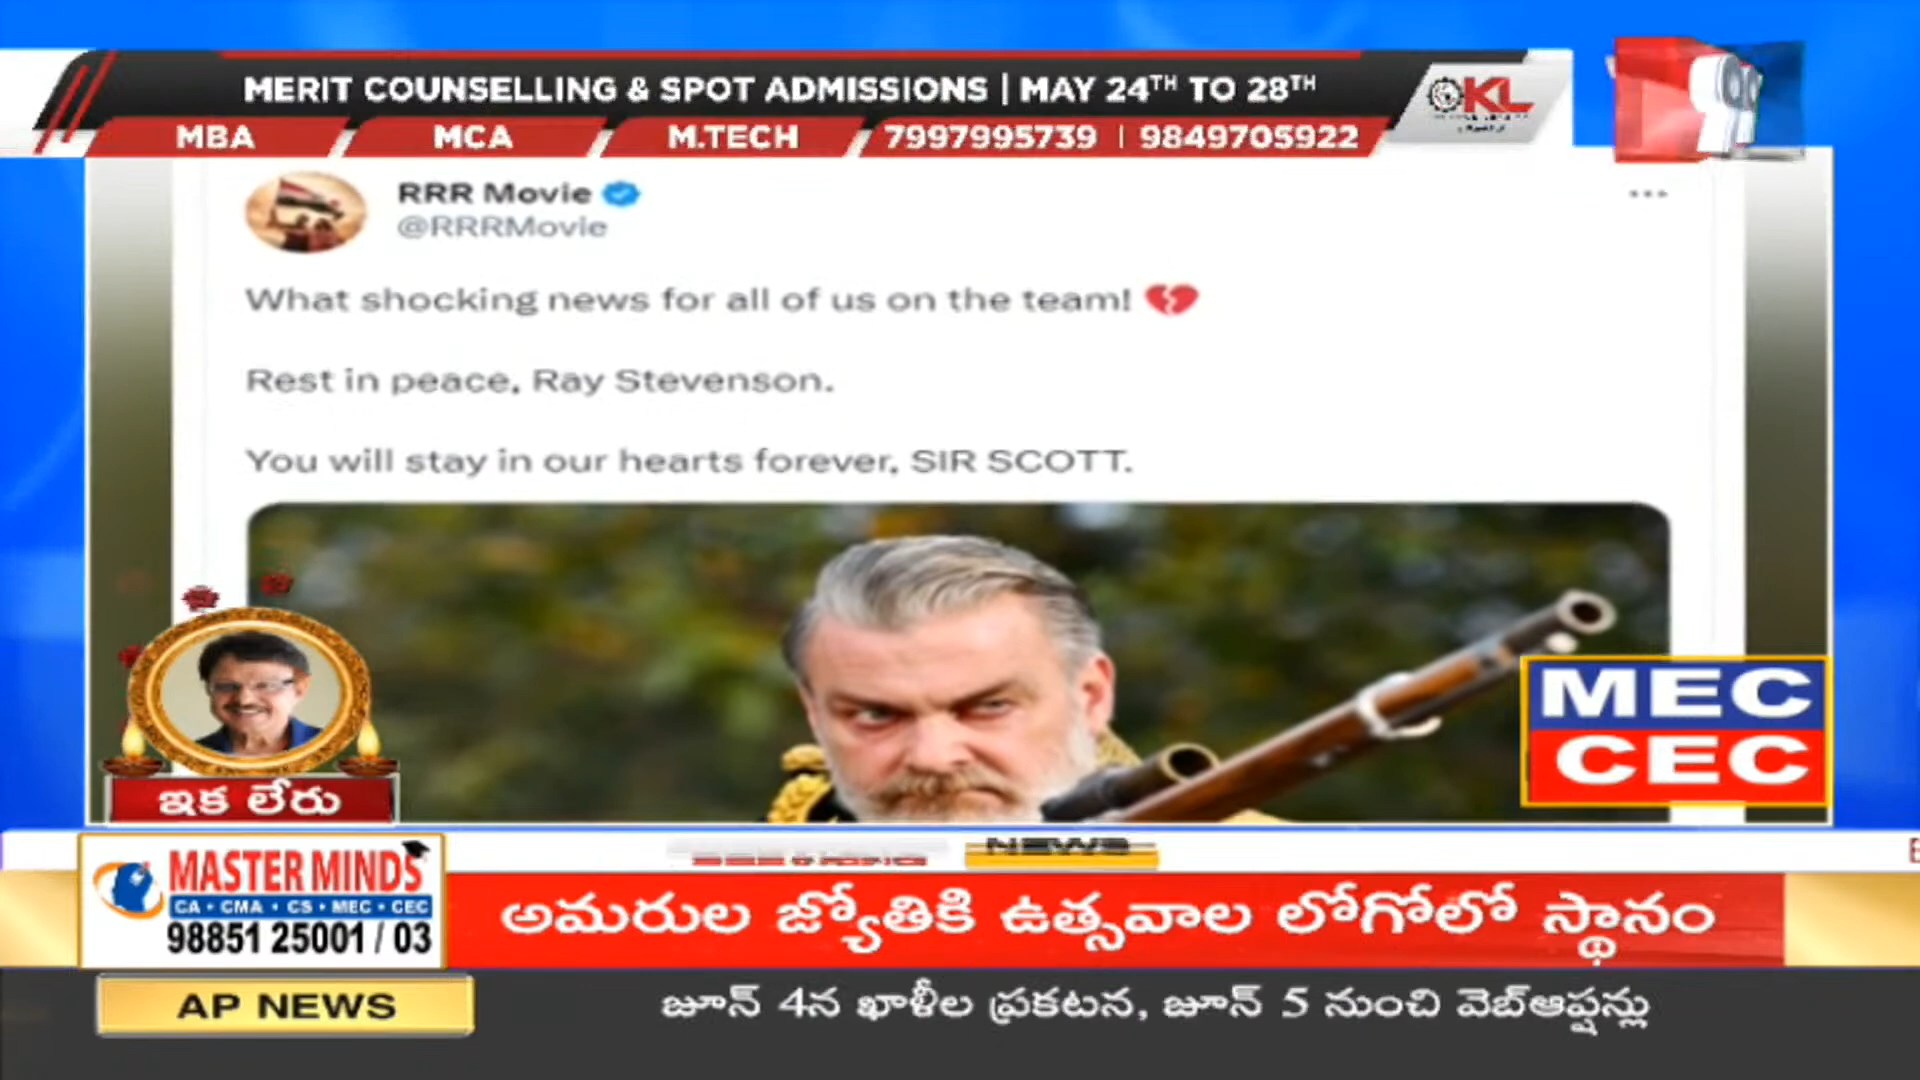 MERIT COUNSELLING & SPOT ADMISSIONS | MAY 24TH TO 28TH
KL
MBA MCA M.TECH 7997995739 | 9849705922
RRR Movie
@RRRMovie
What shocking news for all of us on the team! 💔
Rest in peace, Ray Stevenson.
You will stay in our hearts forever, SIR SCOTT.
MEC
CEC
ఇక లేరు
NEWS
MASTER MINDS
CA • CMA • CS • MEC • CEC
98851 25001 / 03
అమరుల జ్యోతికి ఉత్సవాల లోగోలో స్థానం
AP NEWS
జూన్ 4న ఖాళీల ప్రకటన, జూన్ 5 నుంచి వెబ్ఆప్షన్లు